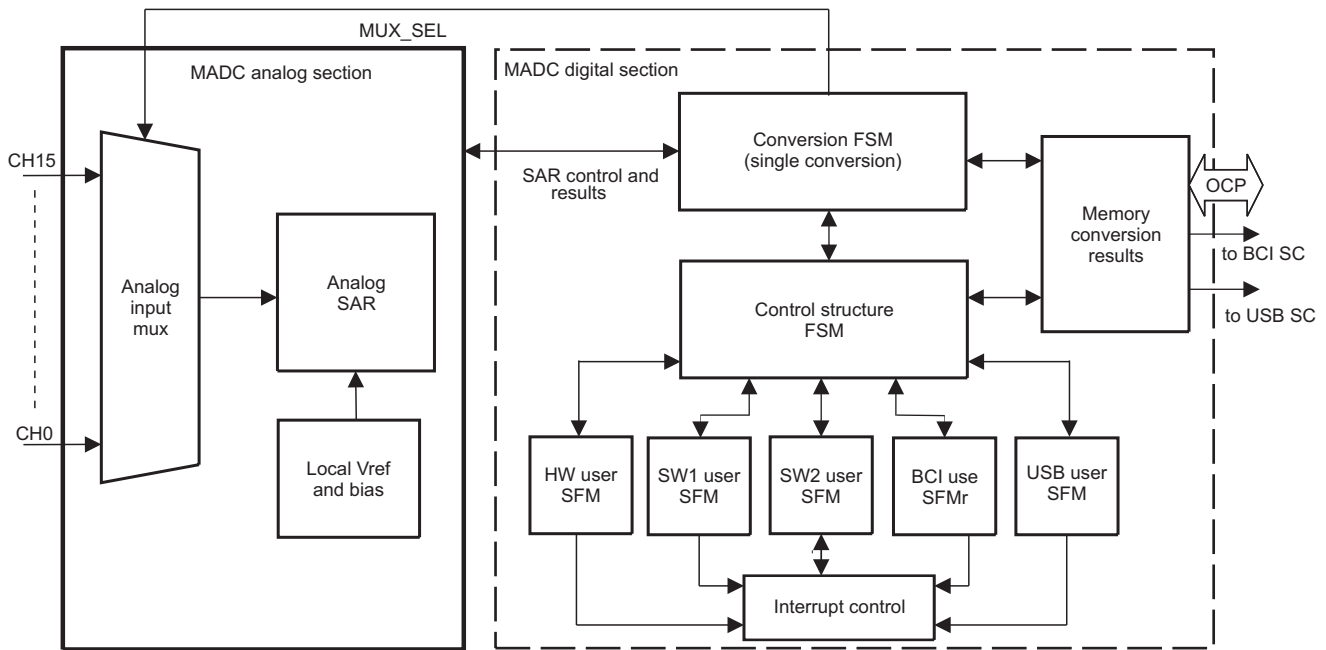 MUX_SEL
MADC analog section
MADC digital section
CH15
Conversion FSM
(single conversion)
SAR control and
results
OCP
Memory
conversion
results
to BCI SC
to USB SC
Analog
input
mux
Analog
SAR
Control structure
FSM
CH0
Local Vref
and bias
HW user
SFM
SW1 user
SFM
SW2 user
SFM
BCI use
SFMr
USB user
SFM
Interrupt control